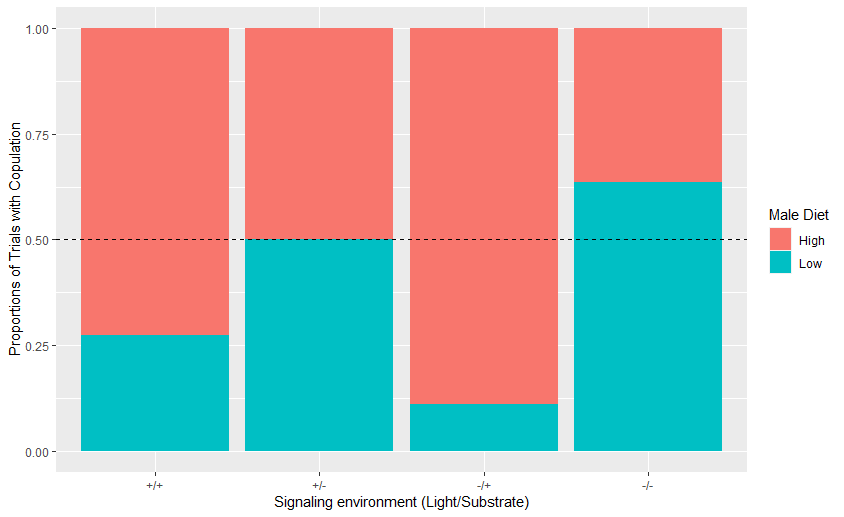 Proportions of Trials with Copulation
1.00
0.75
0.50
0.25
0.00
+/+
+/-
-/+
-/-
Signaling environment (Light/Substrate)
Male Diet
High
Low